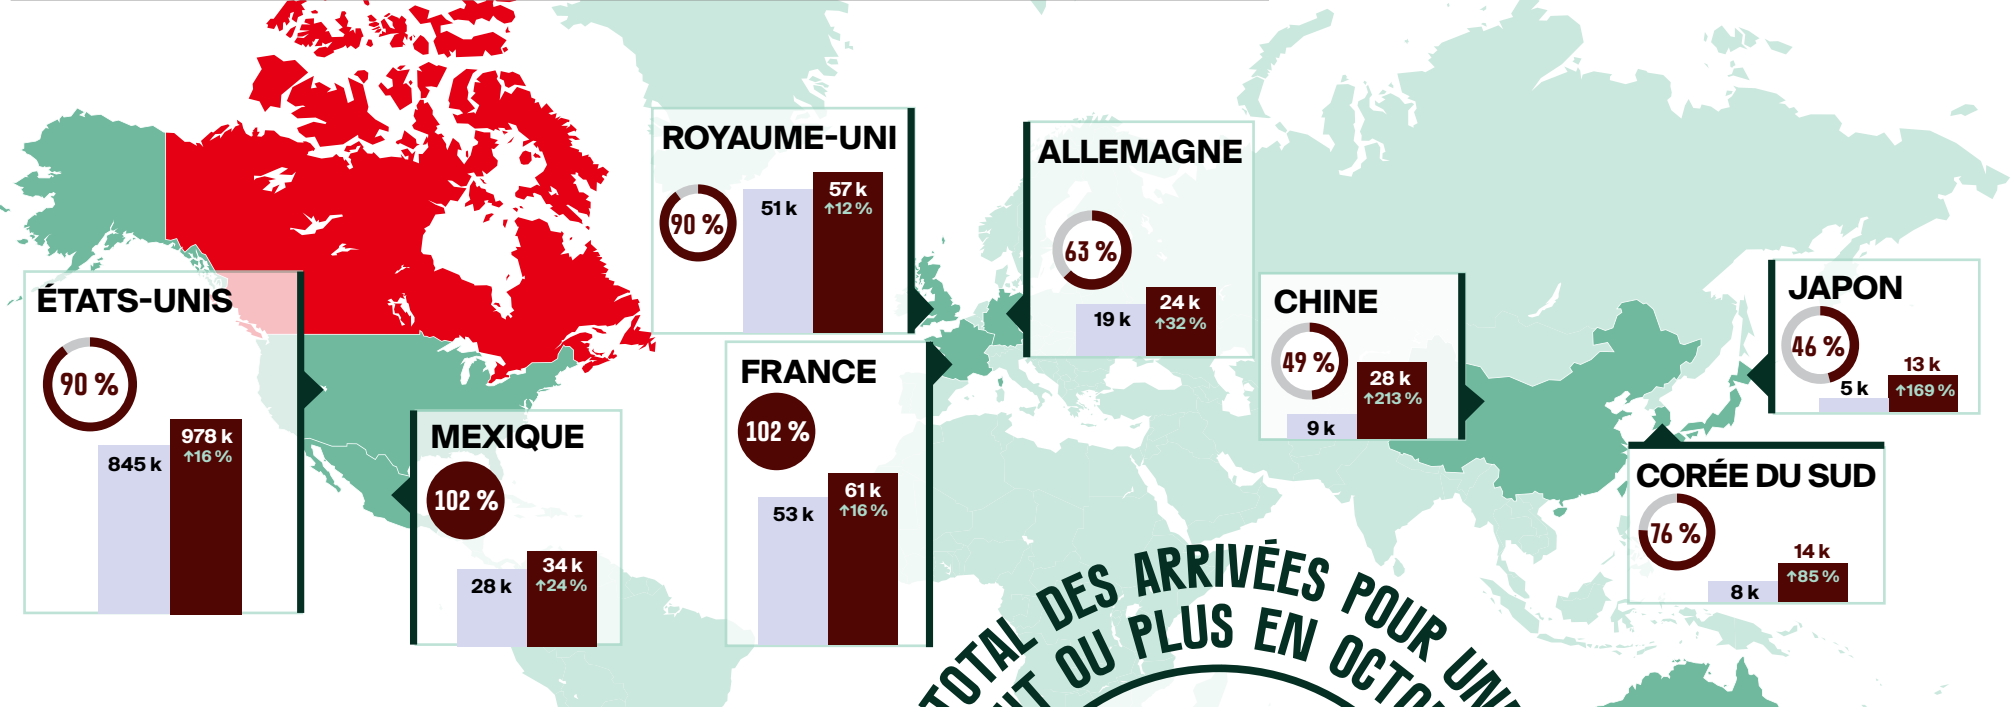 ROYAUME-UNI
90 %
51 k
57 k
↑12 %
ALLEMAGNE
63 %
19 k
24 k
↑32 %
ÉTATS-UNIS
90 %
845 k
978 k
↑16 %
CHINE
49 %
9 k
28 k
↑213 %
JAPON
46 %
5 k
13 k
↑169 %
FRANCE
102 %
53 k
61 k
↑16 %
MEXIQUE
102 %
28 k
34 k
↑24 %
CORÉE DU SUD
76 %
8 k
14 k
↑85 %
TOTAL DES ARRIVÉES POUR UNE
OU PLUS EN